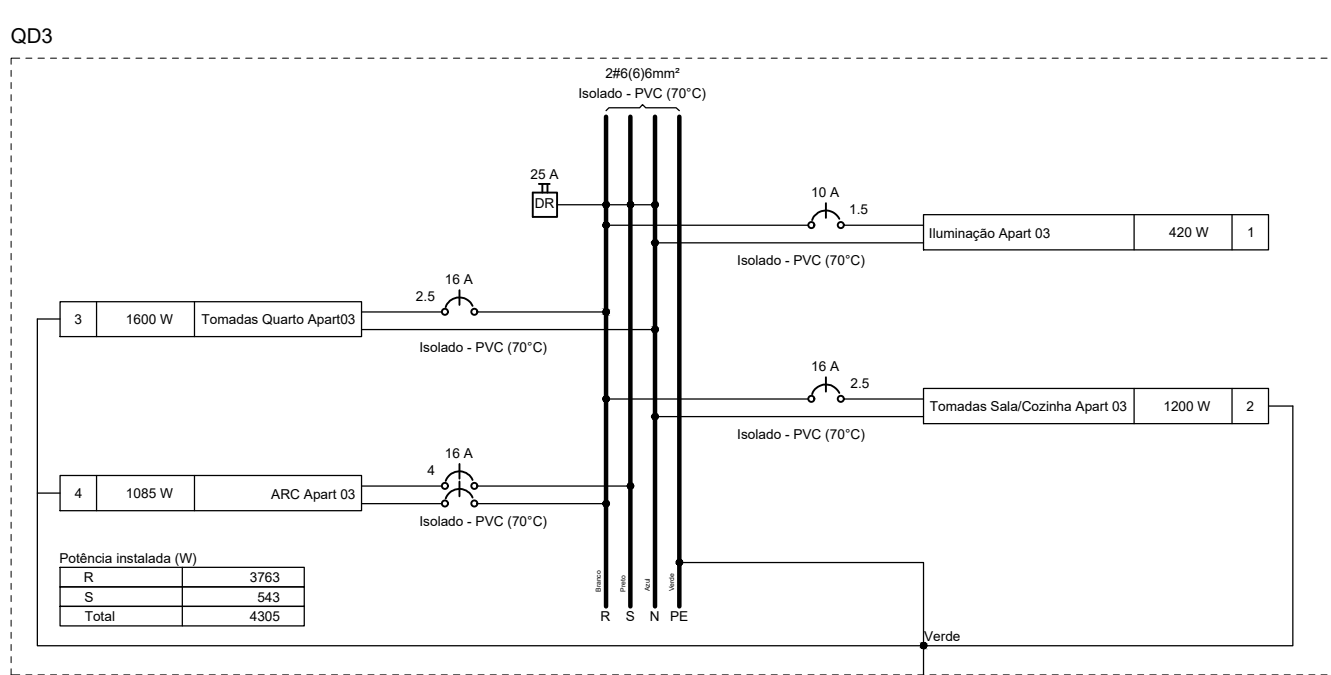 QD3
2#6(6)6mm²
Isolado - PVC (70°C)
25 A
DR
10 A
1.5
Iluminação Apart 03 420 W 1
Isolado - PVC (70°C)
16 A
2.5
3 1600 W Tomadas Quarto Apart03
Isolado - PVC (70°C)
16 A
2.5
Tomadas Sala/Cozinha Apart 03 1200 W 2
Isolado - PVC (70°C)
16 A
4
4 1085 W ARC Apart 03
Isolado - PVC (70°C)
Potência instalada (W)
R 3763
S 543
Total 4305
Branco
Preto
Azul
Verde
R S N PE
Verde